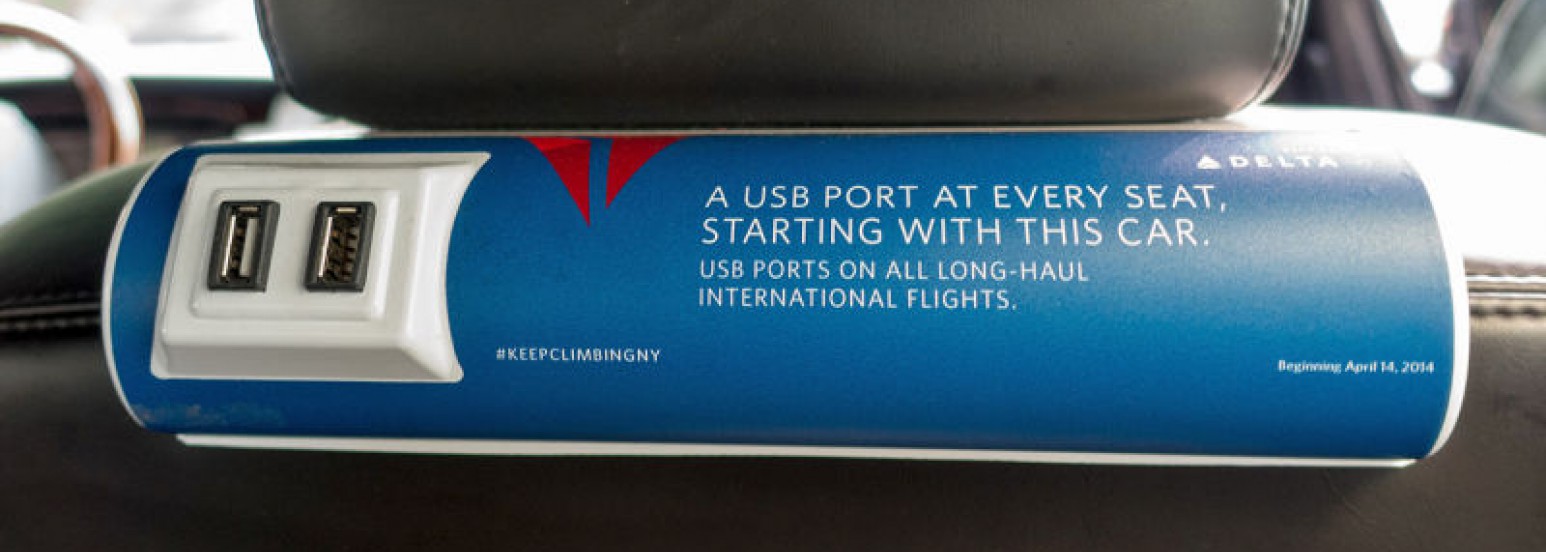 DELTA
A USB PORT AT EVERY SEAT,
STARTING WITH THIS CAR.
USB PORTS ON ALL LONG-HAUL
INTERNATIONAL FLIGHTS.
#KEEPCLIMBINGNY
Beginning April 14, 2014